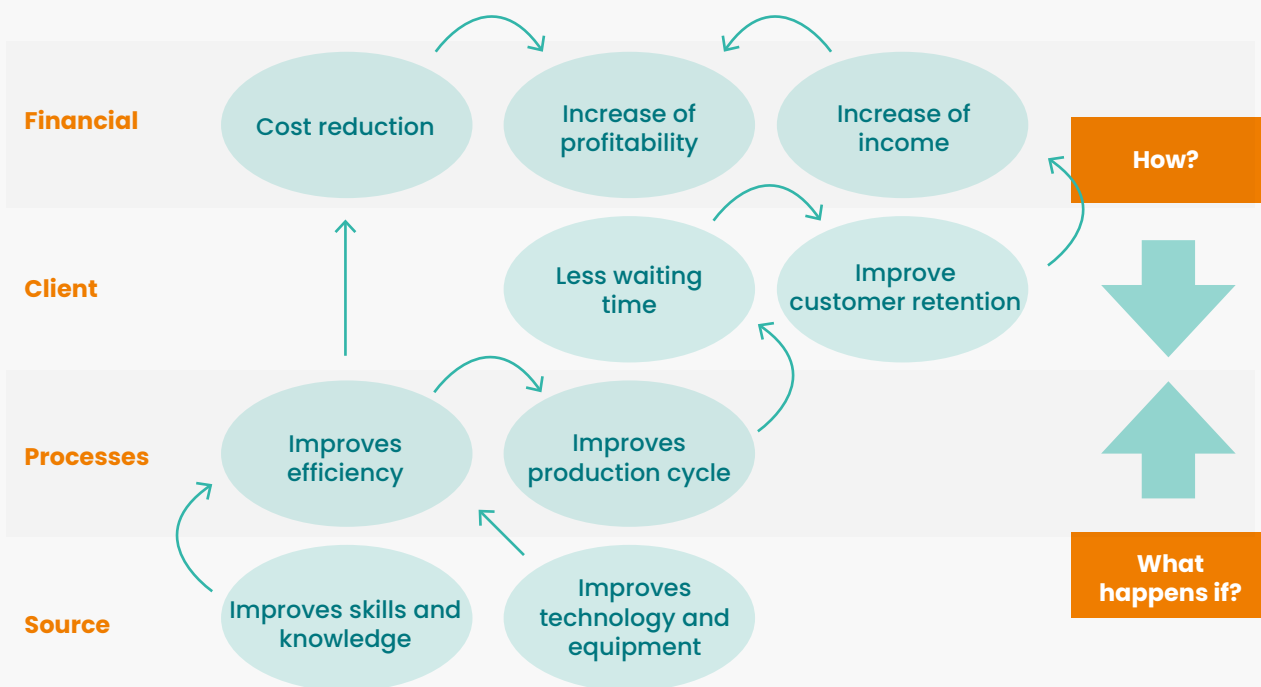 Financial
Cost reduction
Increase of
profitability
Increase of
income
How?
Client
Less waiting
time
Improve
customer retention
Processes
Improves
efficiency
Improves
production cycle
What
happens if?
Source
Improves skills and
knowledge
Improves
technology and
equipment